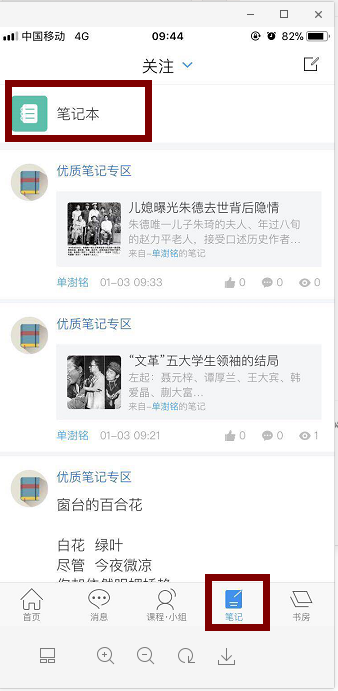 中国移动 4G 09:44 82%
关注
笔记本
优质笔记专区
儿媳曝光朱德去世背后隐情
朱德唯一儿子朱琦的夫人、年过八旬
的赵力平老人，接受口述历史作者...
来自-单澍铭的笔记
单澍铭 01-03 09:33 0 0 0
优质笔记专区
“文革”五大学生领袖的结局
左起：聂元梓、谭厚兰、王大宾、韩
爱晶、蒯大富...
来自-单澍铭的笔记
单澍铭 01-03 09:21 0 0 1
优质笔记专区
窗台的百合花
白花 绿叶
尽管 今夜微凉
首页 消息 课程·小组 笔记 书房